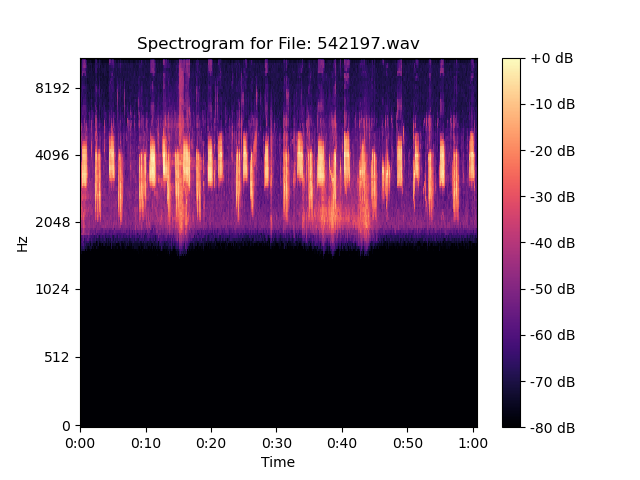 Spectrogram for File: 542197.wav
Hz
8192
4096
2048
1024
512
0
0:00
0:10
0:20
0:30
0:40
0:50
1:00
Time
+0 dB
-10 dB
-20 dB
-30 dB
-40 dB
-50 dB
-60 dB
-70 dB
-80 dB